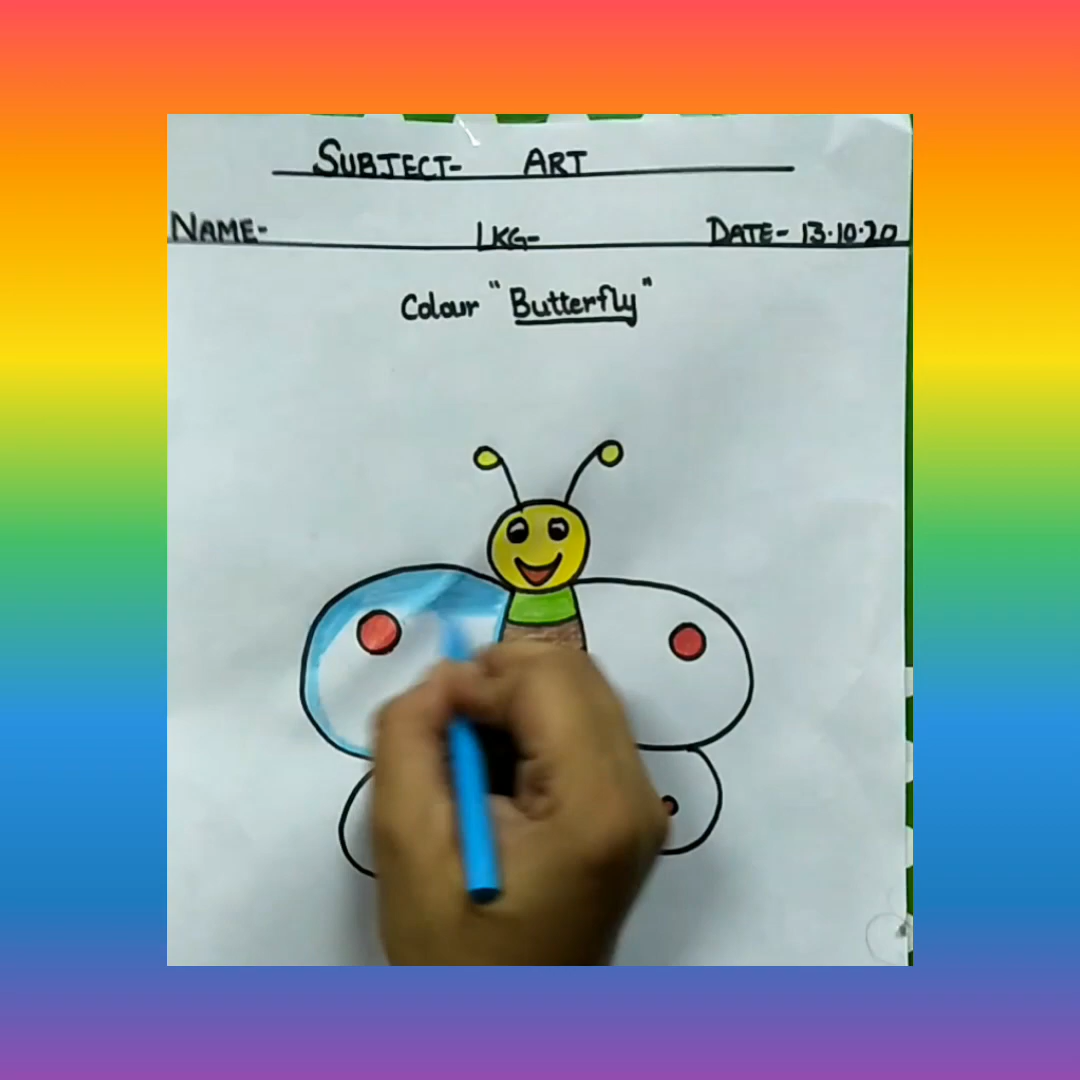 SUBJECT- ART
NAME- LKG- DATE- 13.10.20
Colour "Butterfly"